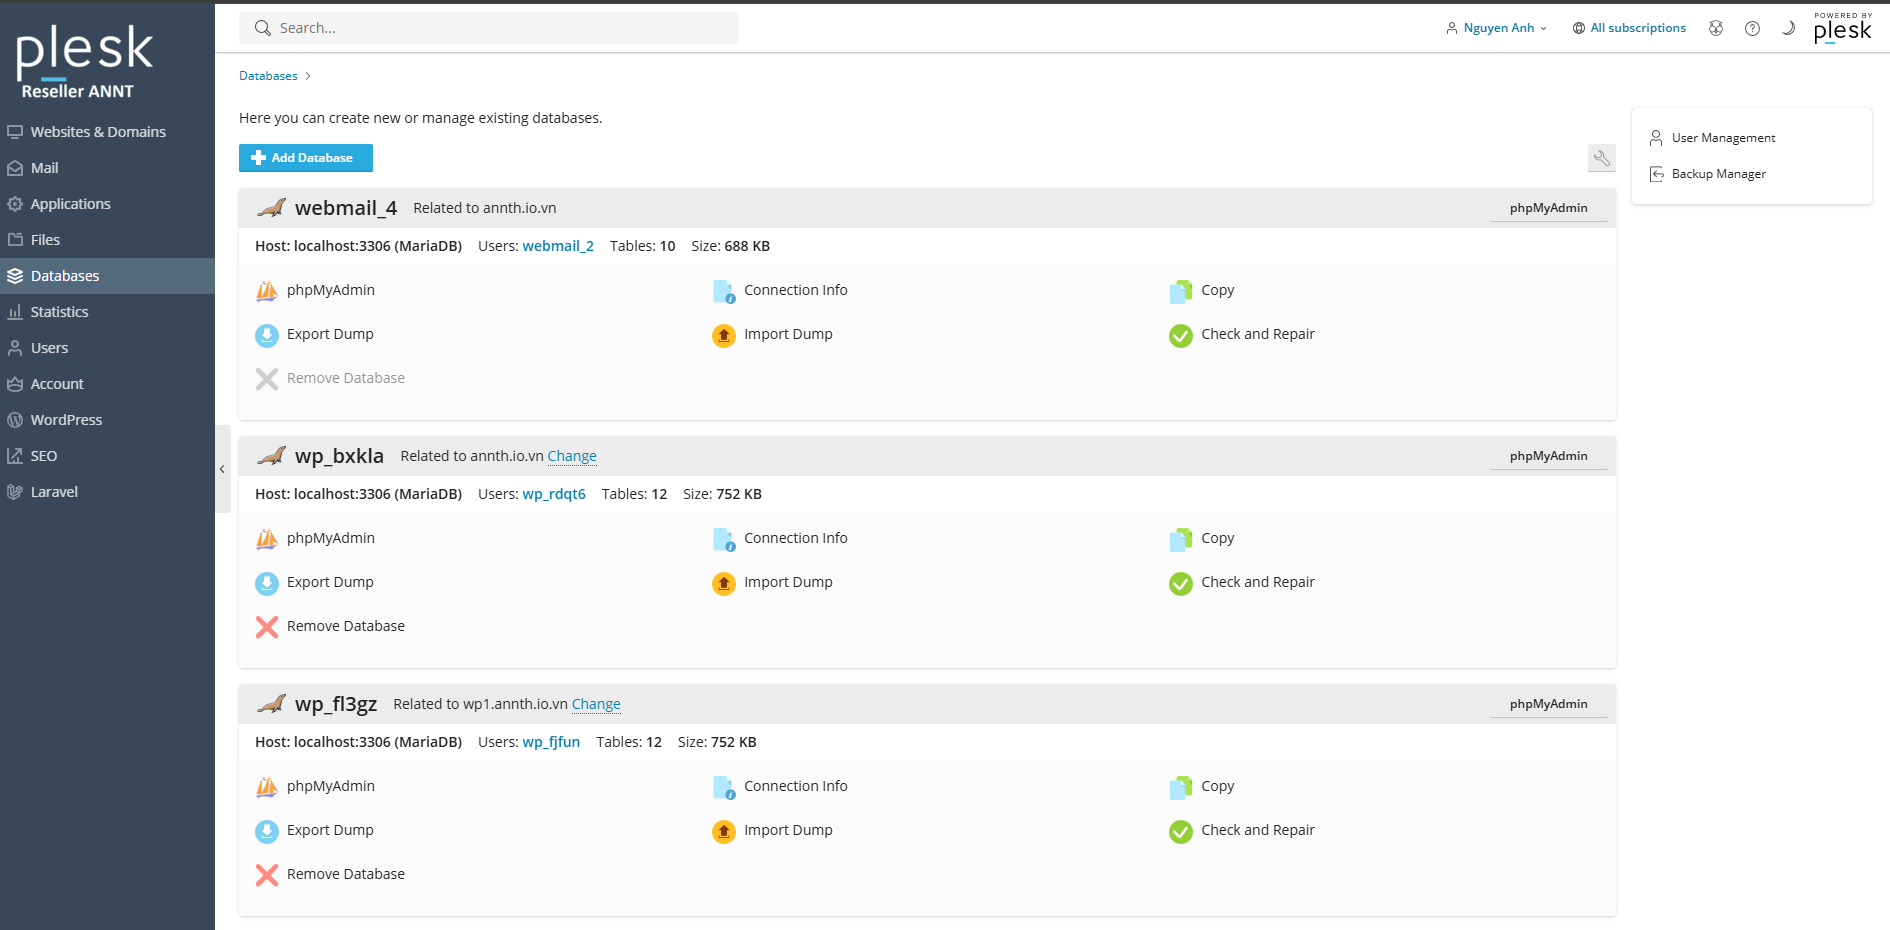 plesk
Reseller ANNT
Websites & Domains
Mail
Applications
Files
Databases
Statistics
Users
Account
WordPress
SEO
Laravel
Search...
Nguyen Anh
All subscriptions
POWERED BY
plesk
Databases
Here you can create new or manage existing databases.
Add Database
User Management
Backup Manager
webmail_4 Related to annth.io.vn phpMyAdmin
Host: localhost:3306 (MariaDB) Users: webmail_2 Tables: 10 Size: 688 KB
phpMyAdmin Connection Info Copy
Export Dump Import Dump Check and Repair
Remove Database
wp_bxkla Related to annth.io.vn Change phpMyAdmin
Host: localhost:3306 (MariaDB) Users: wp_rdqt6 Tables: 12 Size: 752 KB
phpMyAdmin Connection Info Copy
Export Dump Import Dump Check and Repair
Remove Database
wp_fl3gz Related to wp1.annth.io.vn Change phpMyAdmin
Host: localhost:3306 (MariaDB) Users: wp_fjfun Tables: 12 Size: 752 KB
phpMyAdmin Connection Info Copy
Export Dump Import Dump Check and Repair
Remove Database